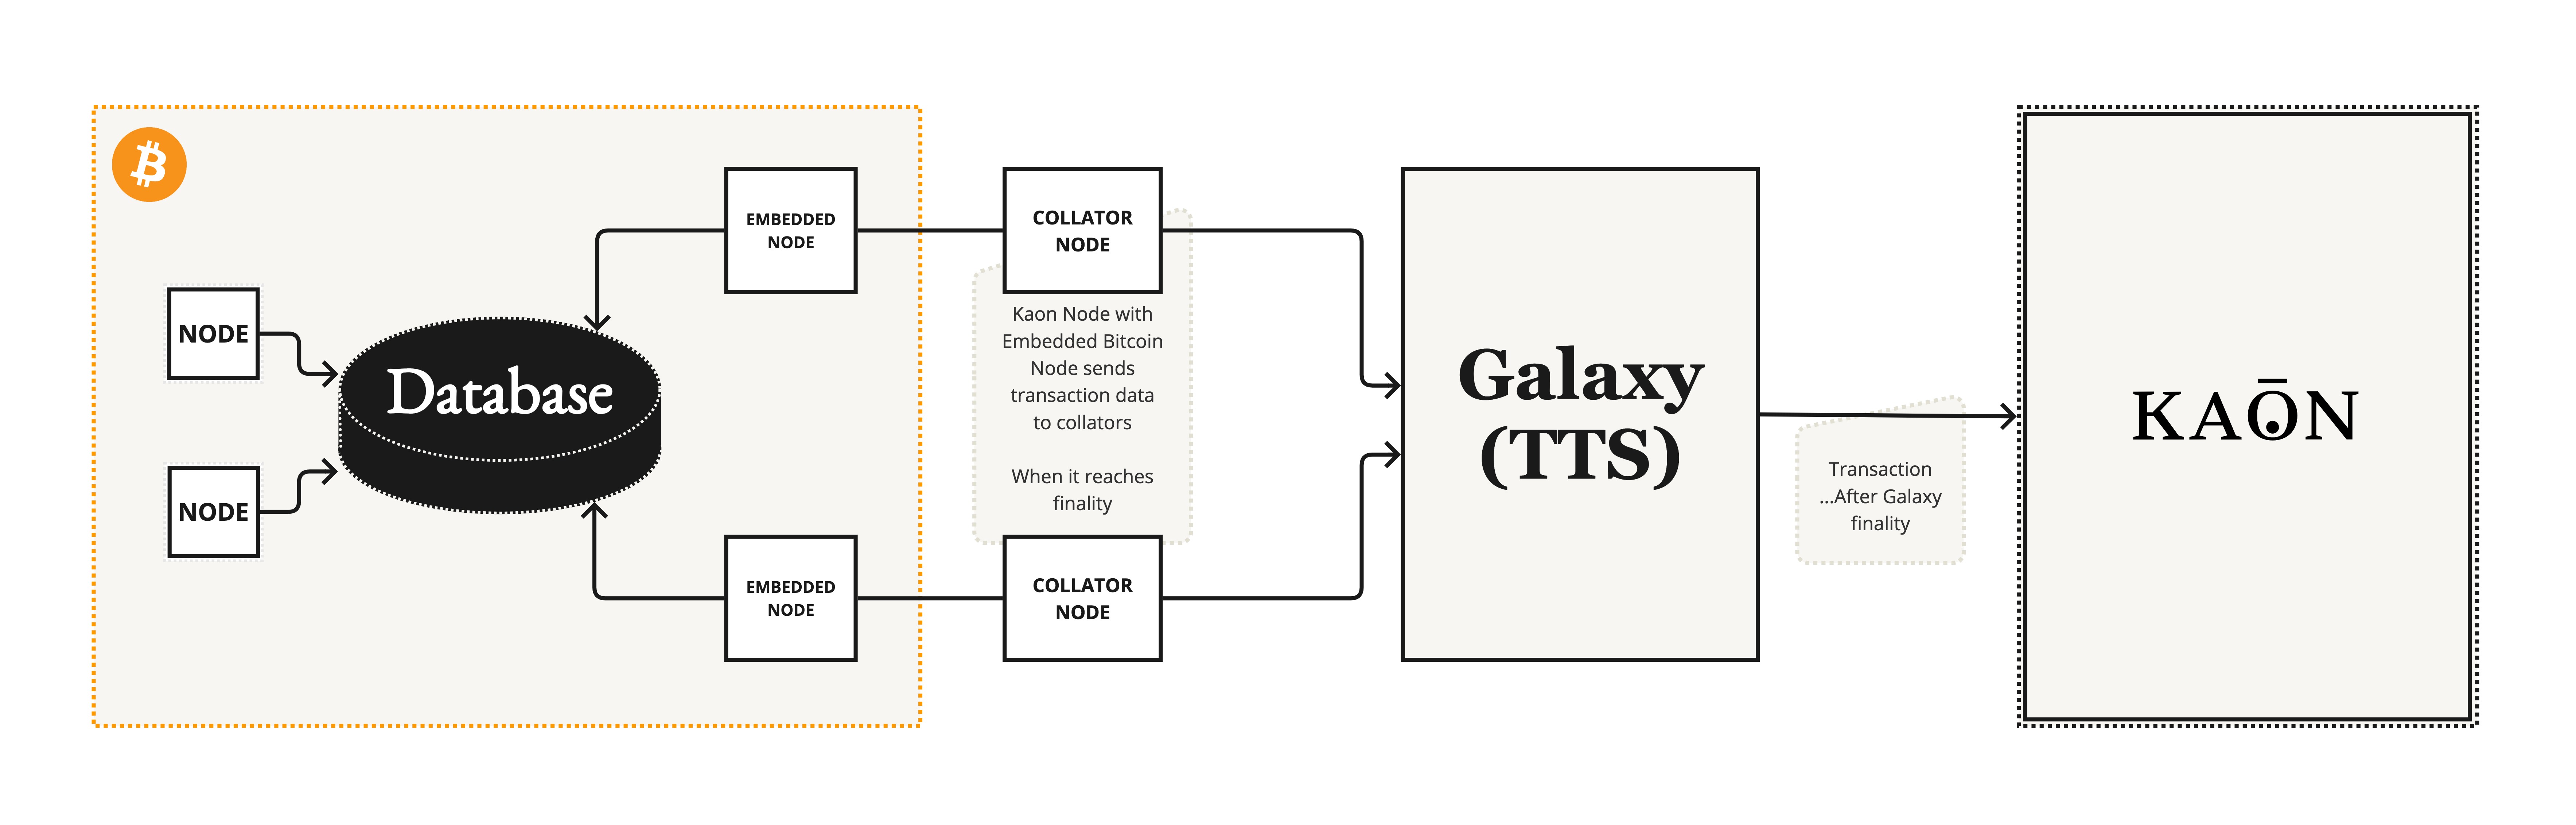 NODE
NODE
Database
EMBEDDED
NODE
EMBEDDED
NODE
COLLATOR
NODE
Kaon Node with
Embedded Bitcoin
Node sends
transaction data
to collators
When it reaches
finality
COLLATOR
NODE
Galaxy
(TTS)
Transaction
...After Galaxy
finality
KAŌN